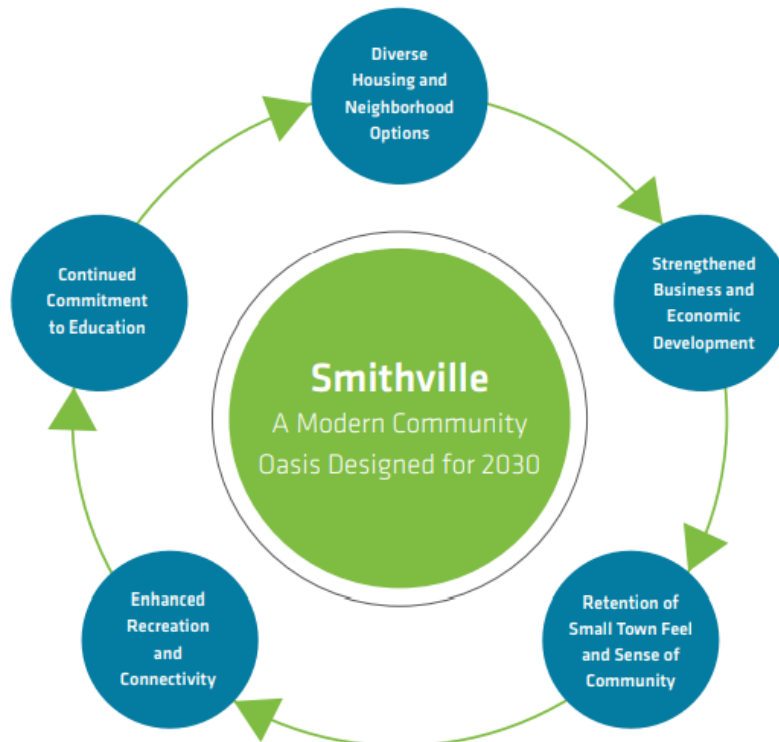 Diverse
Housing and
Neighborhood
Options
Strengthened
Business and
Economic
Development
Retention of
Small Town Feel
and Sense of
Community
Enhanced
Recreation
and
Connectivity
Continued
Commitment
to Education
Smithville
A Modern Community
Oasis Designed for 2030